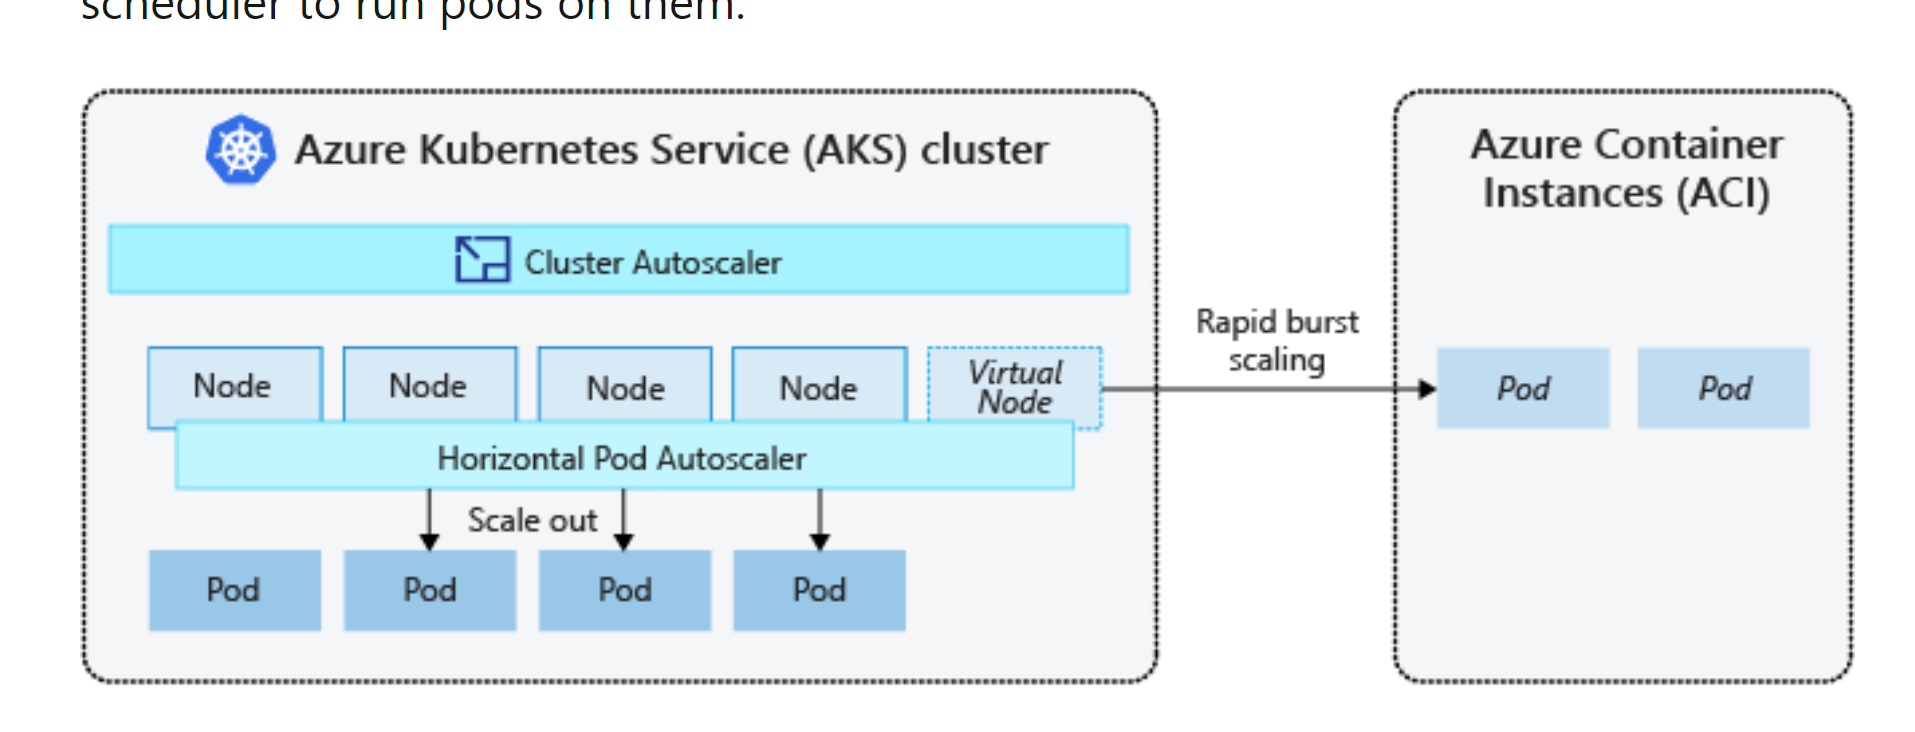 scheduler to run pods on them.
Azure Kubernetes Service (AKS) cluster
Cluster Autoscaler
Node
Node
Node
Node
Virtual
Node
Horizontal Pod Autoscaler
Scale out
Pod
Pod
Pod
Pod
Rapid burst
scaling
Azure Container
Instances (ACI)
Pod
Pod